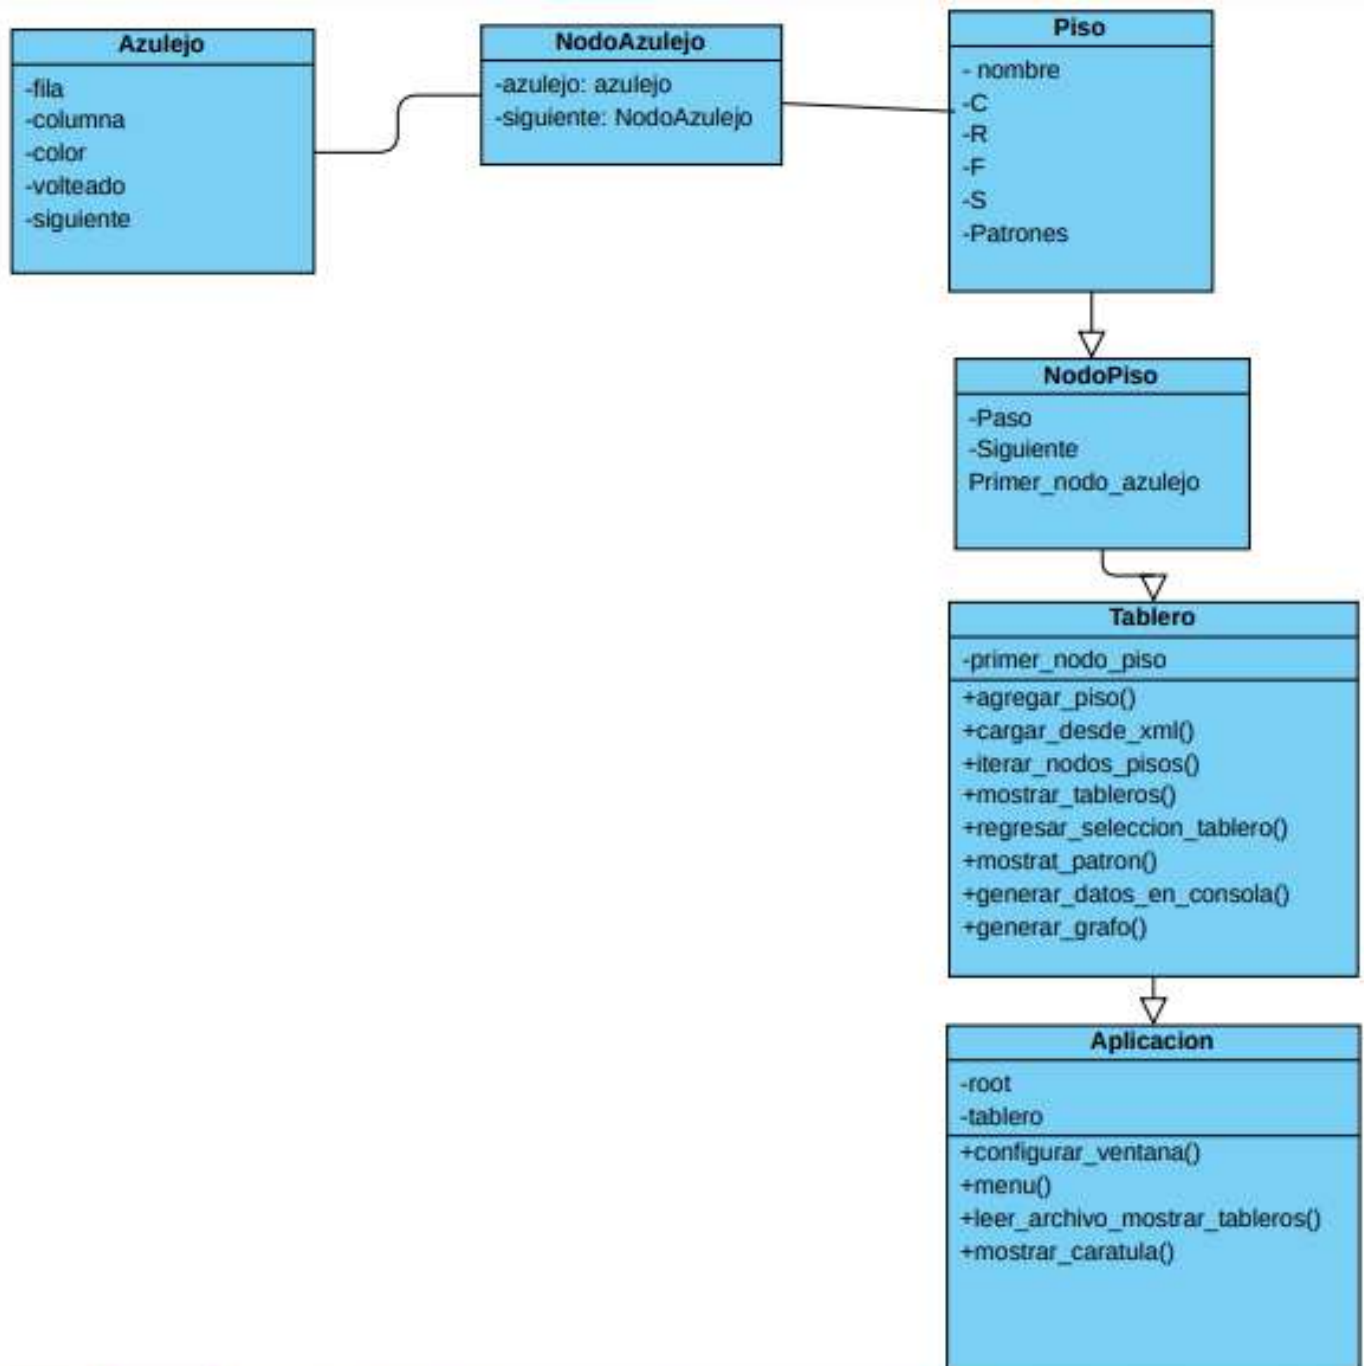 Azulejo
-fila
-columna
-color
-volteado
-siguiente
NodoAzulejo
-azulejo: azulejo
-siguiente: NodoAzulejo
Piso
- nombre
-C
-R
-F
-S
-Patrones
NodoPiso
-Paso
-Siguiente
Primer_nodo_azulejo
Tablero
-primer_nodo_piso
+agregar_piso()
+cargar_desde_xml()
+iterar_nodos_pisos()
+mostrar_tableros()
+regresar_seleccion_tablero()
+mostrat_patron()
+generar_datos_en_consola()
+generar_grafo()
Aplicacion
-root
-tablero
+configurar_ventana()
+menu()
+leer_archivo_mostrar_tableros()
+mostrar_caratula()